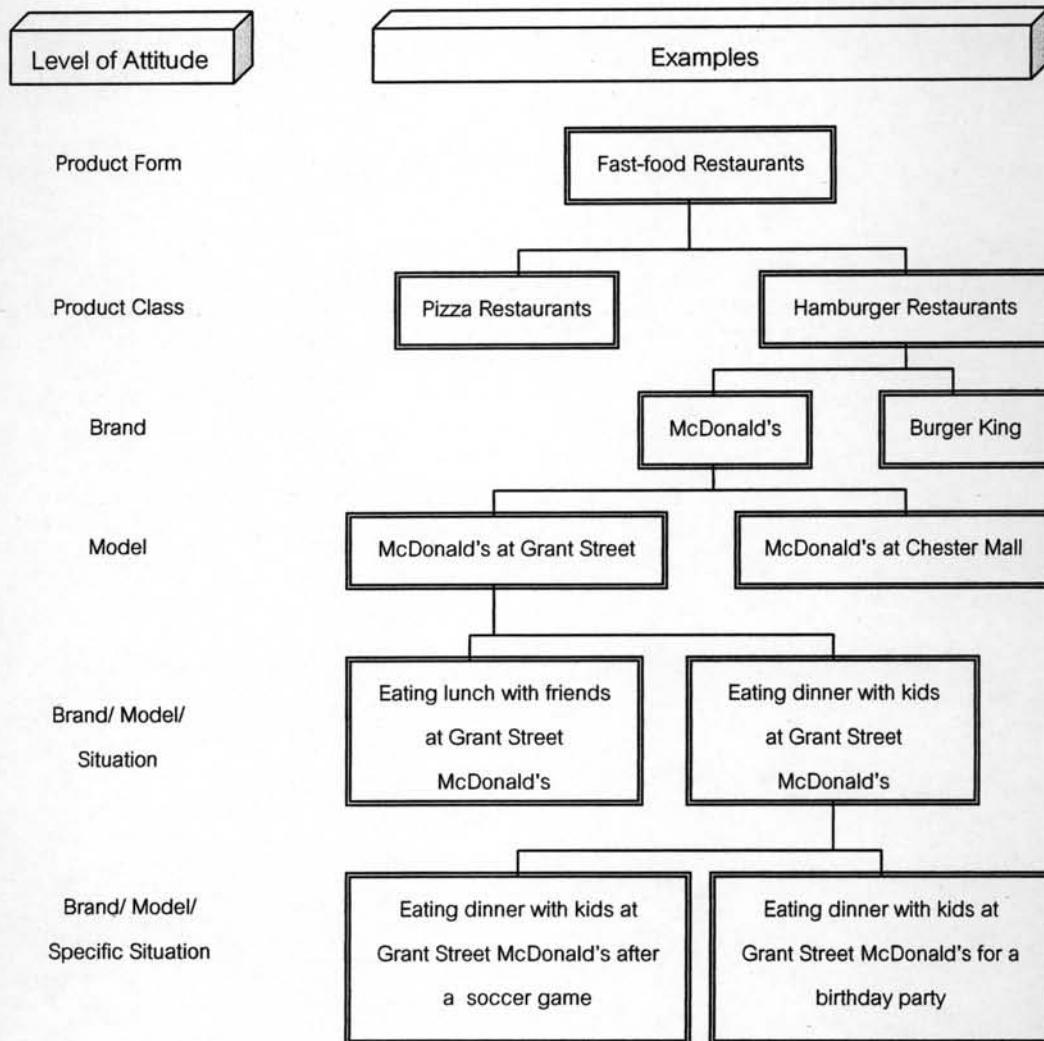 Level of Attitude
Examples
Product Form
Fast-food Restaurants
Product Class
Pizza Restaurants
Hamburger Restaurants
Brand
McDonald's
Burger King
Model
McDonald's at Grant Street
McDonald's at Chester Mall
Brand/ Model/
Situation
Eating lunch with friends
at Grant Street
McDonald's
Eating dinner with kids
at Grant Street
McDonald's
Brand/ Model/
Specific Situation
Eating dinner with kids at
Grant Street McDonald's after
a soccer game
Eating dinner with kids at
Grant Street McDonald's for a
birthday party